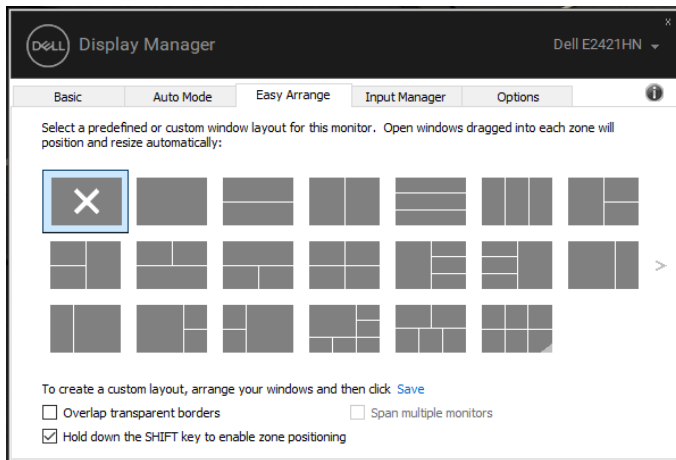 x
DELL Display Manager Dell E2421HN
Basic Auto Mode Easy Arrange Input Manager Options
Select a predefined or custom window layout for this monitor. Open windows dragged into each zone will
position and resize automatically:
>
To create a custom layout, arrange your windows and then click Save
Overlap transparent borders Span multiple monitors
Hold down the SHIFT key to enable zone positioning